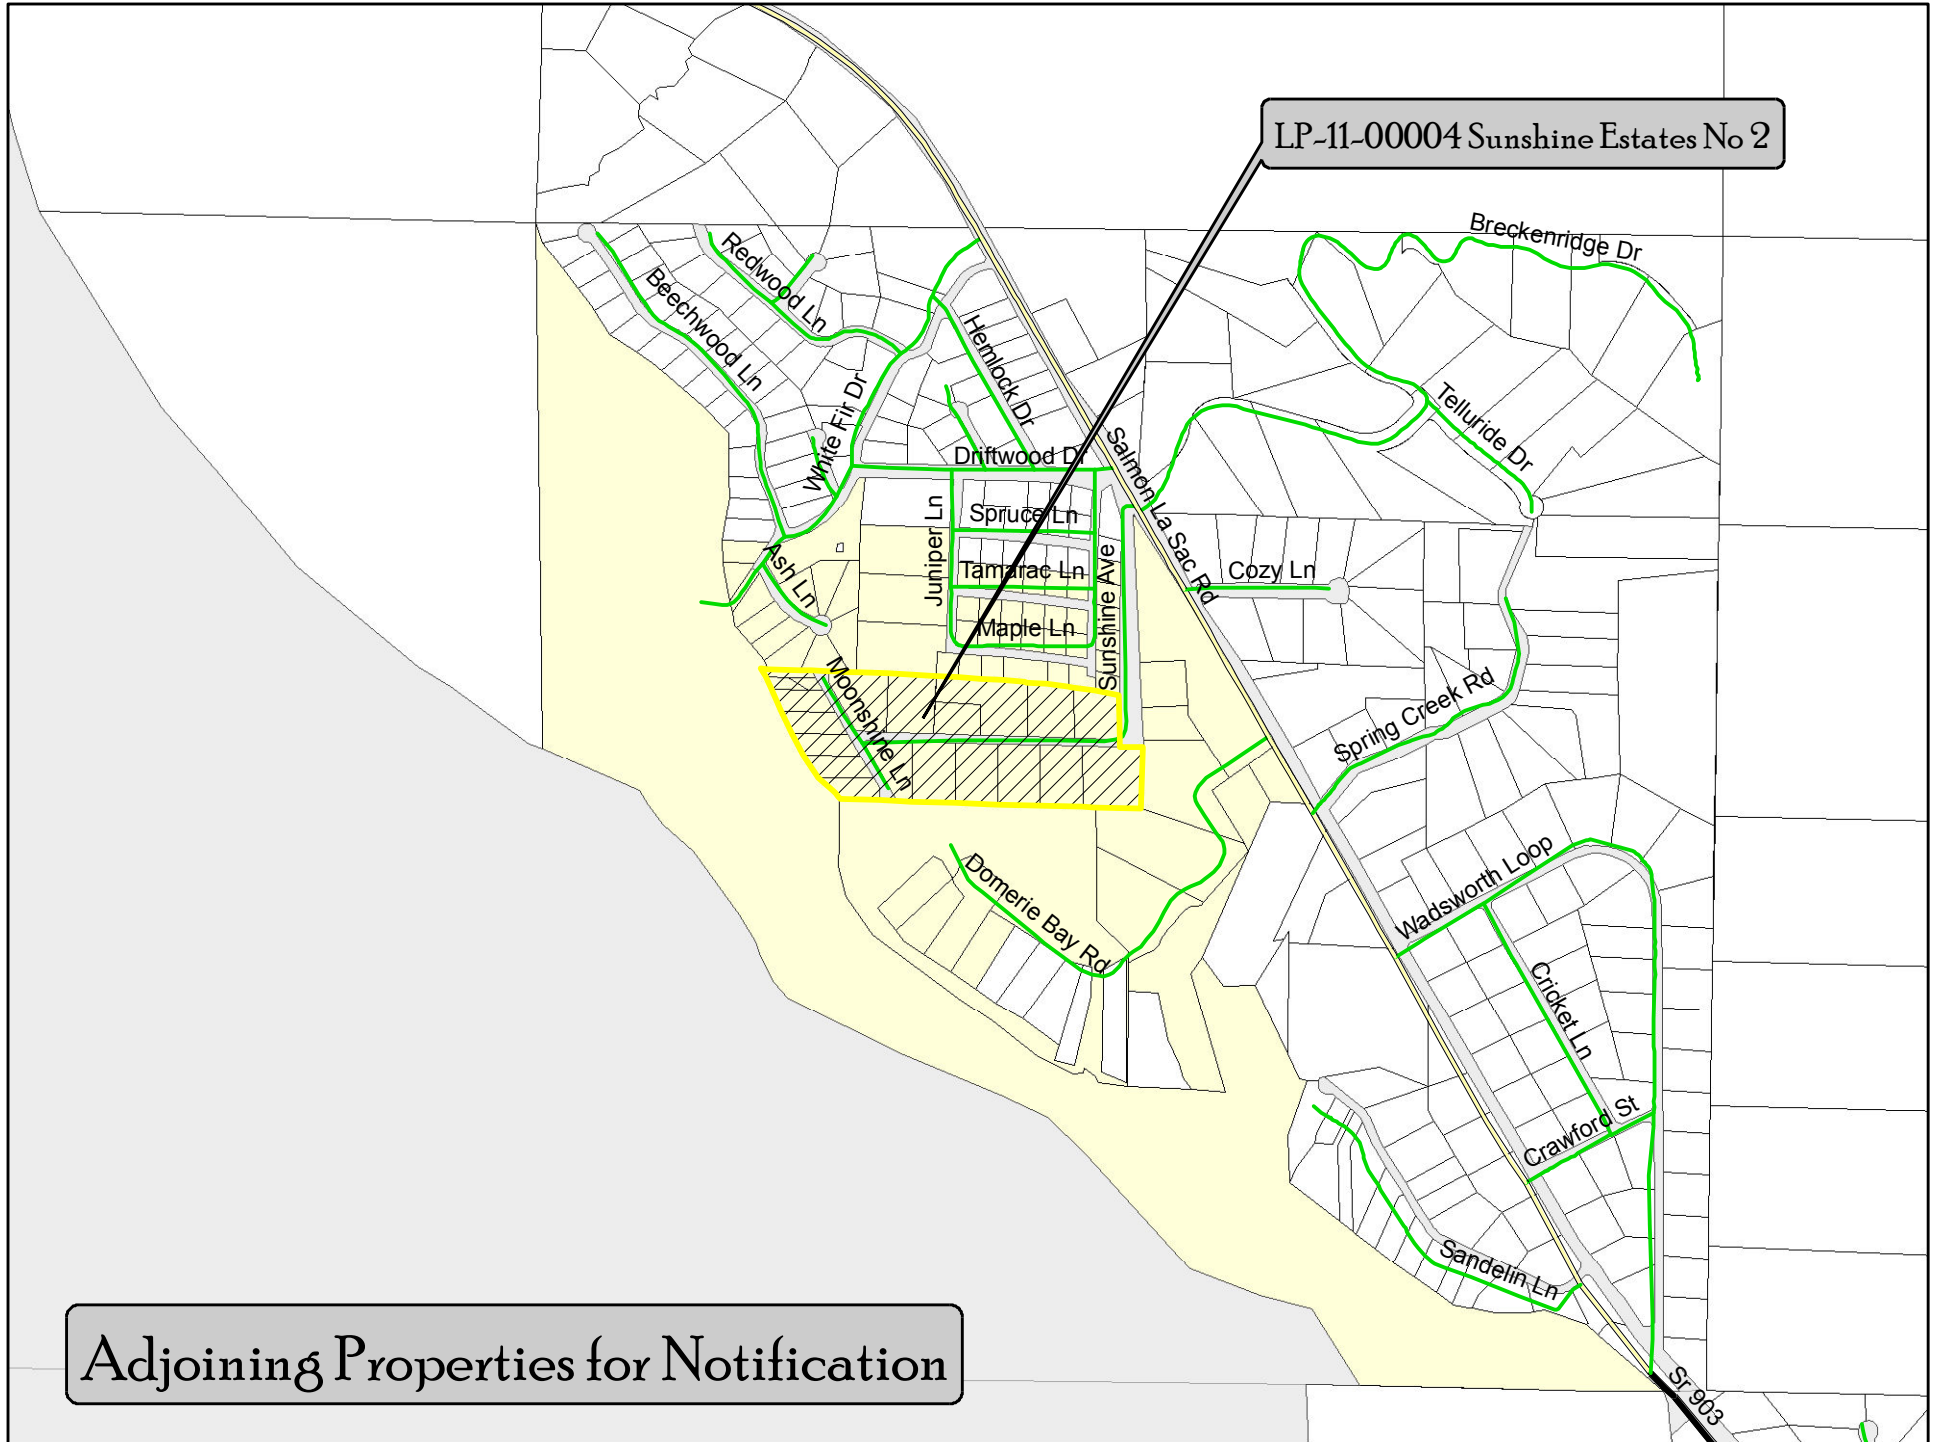 LP-11-00004 Sunshine Estates No 2
Breckenridge Dr
Redwood Ln
Beechwood Ln
Hemlock Dr
White Fir Dr
Telluride Dr
Driftwood Dr
Salmon La Sac Rd
Juniper Ln
Spruce Ln
Ash Ln
Tamarac Ln
Sunshine Ave
Cozy Ln
Maple Ln
Moonshine Ln
Spring Creek Rd
Domerie Bay Rd
Wadsworth Loop
Cricket Ln
Crawford St
Sandelin Ln
Adjoining Properties for Notification
Sr 903